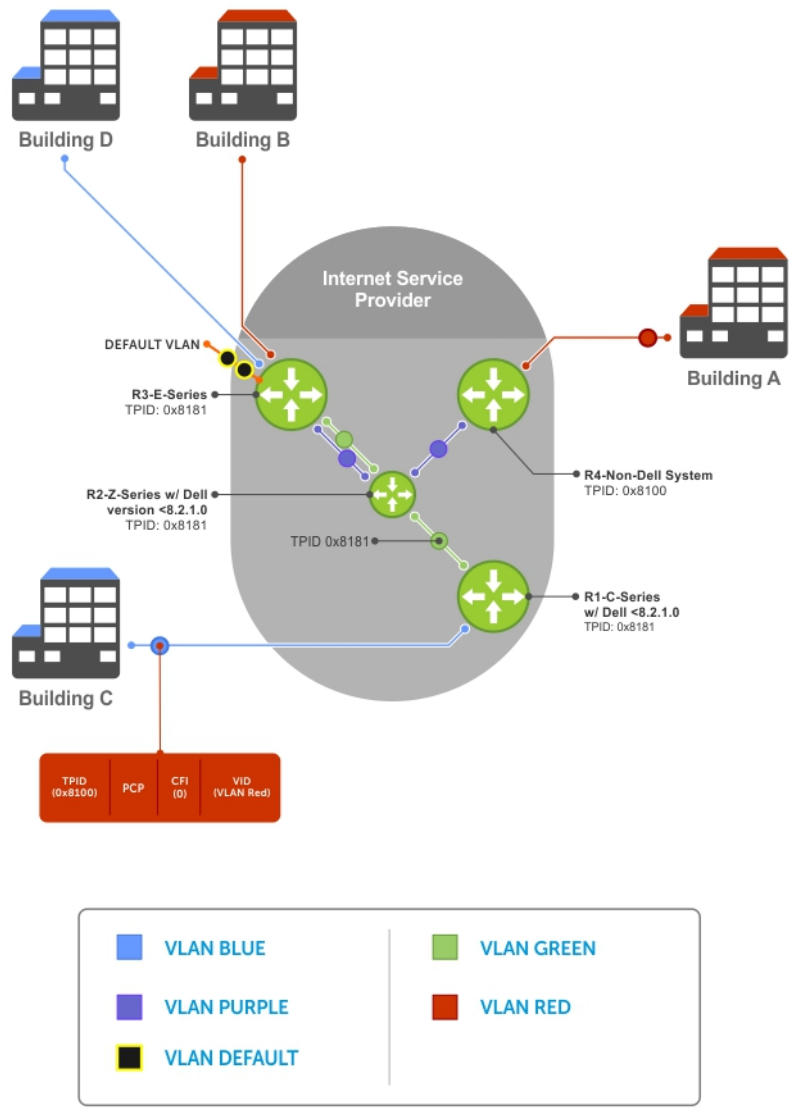 Building D
Building B
Internet Service
Provider
Building A
DEFAULT VLAN
R3-E-Series
TPID: 0x8181
R4-Non-Dell System
TPID: 0x8100
R2-Z-Series w/ Dell
version <8.2.1.0
TPID: 0x8181
TPID 0x8181
R1-C-Series
w/ Dell <8.2.1.0
TPID: 0x8181
Building C
TPID
(0x8100)
PCP
CFI
(0)
VID
(VLAN Red)
VLAN BLUE
VLAN GREEN
VLAN PURPLE
VLAN RED
VLAN DEFAULT